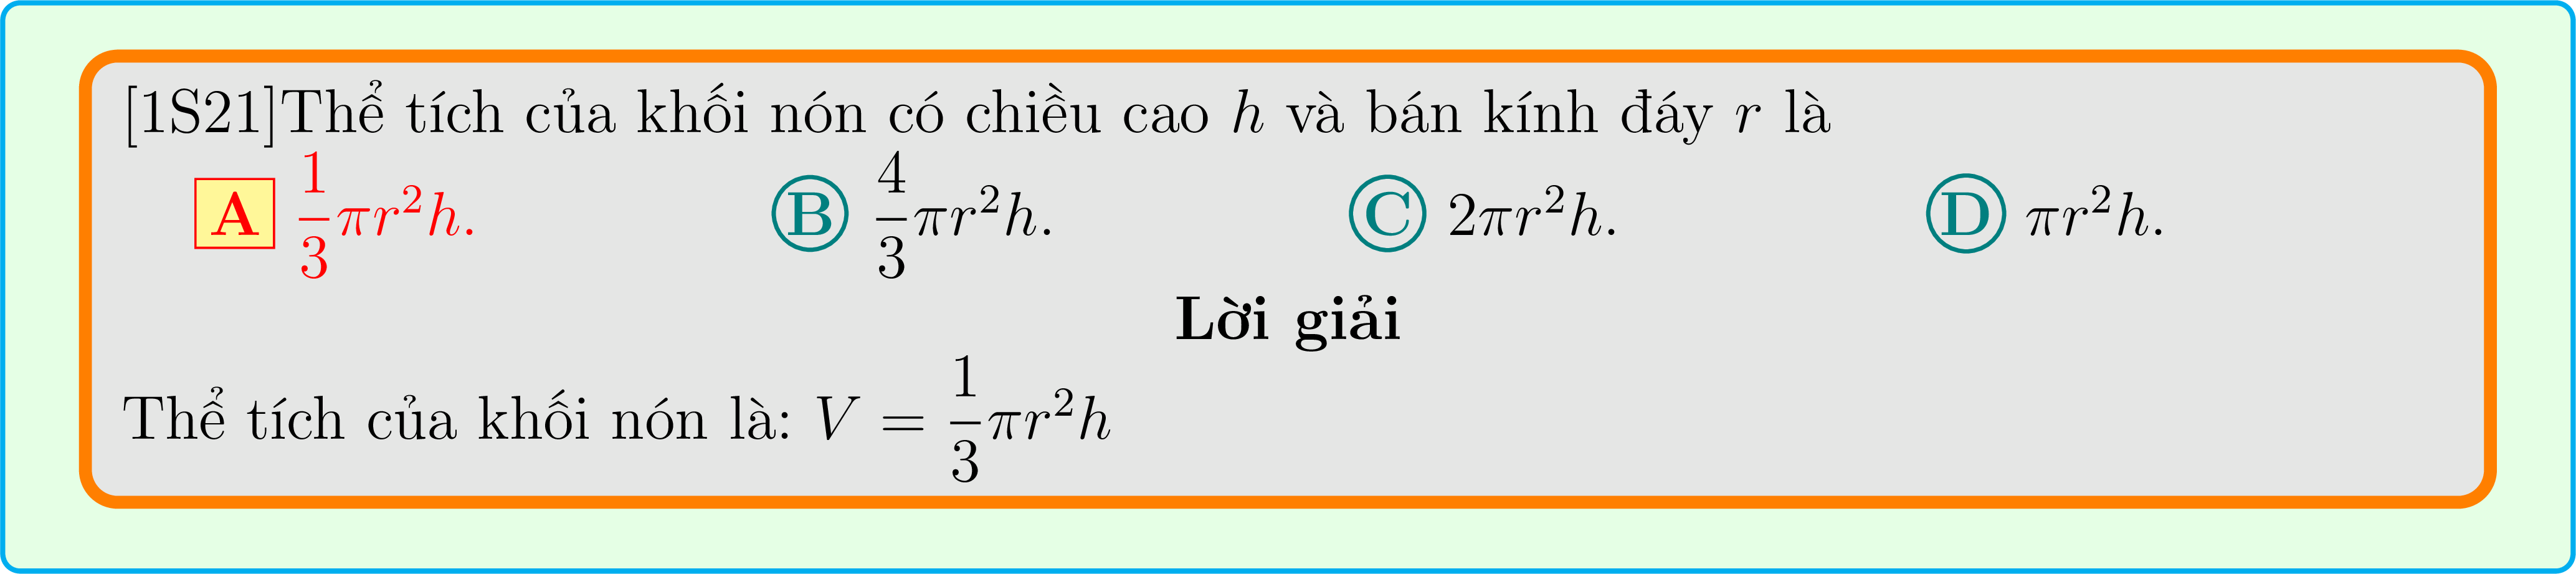 [1S21]Thể tích của khối nón có chiều cao $h$ và bán kính đáy $r$ là
A $\frac{1}{3}\pi r^2 h.$ B $\frac{4}{3}\pi r^2 h.$ C $2\pi r^2 h.$ D $\pi r^2 h.$
Lời giải
Thể tích của khối nón là: $V = \frac{1}{3}\pi r^2 h$